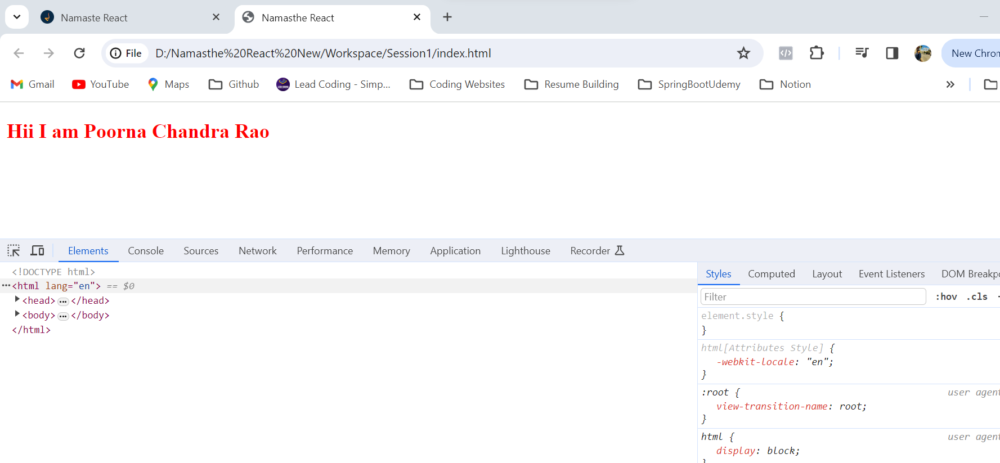 Namaste React
Namasthe React
File D:/Namasthe%20React%20New/Workspace/Session1/index.html
New Chrom
Gmail YouTube Maps Github Lead Coding - Simp... Coding Websites Resume Building SpringBootUdemy Notion
Hii I am Poorna Chandra Rao
Elements Console Sources Network Performance Memory Application Lighthouse Recorder
<!DOCTYPE html>
<html lang="en"> == $0
<head> ... </head>
<body> ... </body>
</html>
Styles Computed Layout Event Listeners DOM Breakpo
Filter :hov .cls
element.style {
}
html[Attributes Style] {
-webkit-locale: "en";
}
:root { user agent
view-transition-name: root;
}
html { user agent
display: block;
}